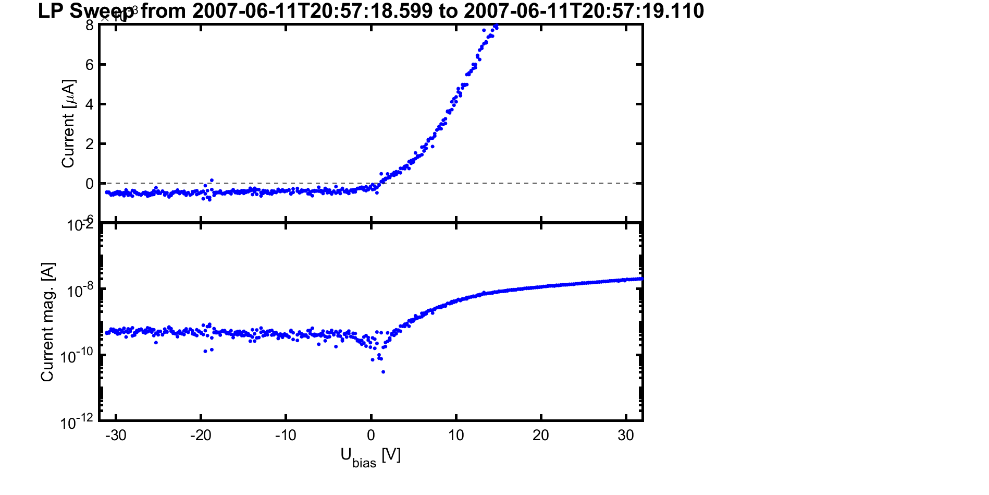 LP Sweep from 2007-06-11T20:57:18.599 to 2007-06-11T20:57:19.110
8
6
4
2
0
Current [μA]
10-6
10-8
10-10
10-12
Current mag. [A]
-30 -20 -10 0 10 20 30
Ubias [V]